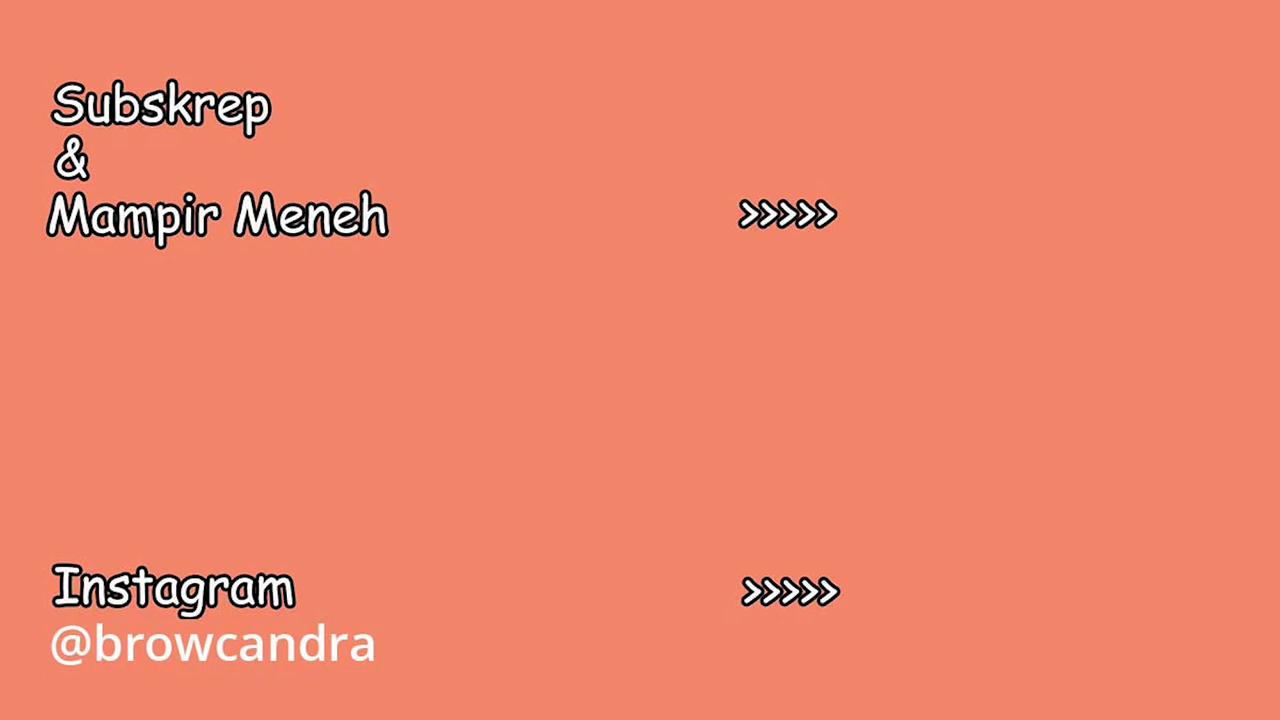 Subskrep
&
Mampir Meneh
>>>>>
Instagram
>>>>>
@browcandra